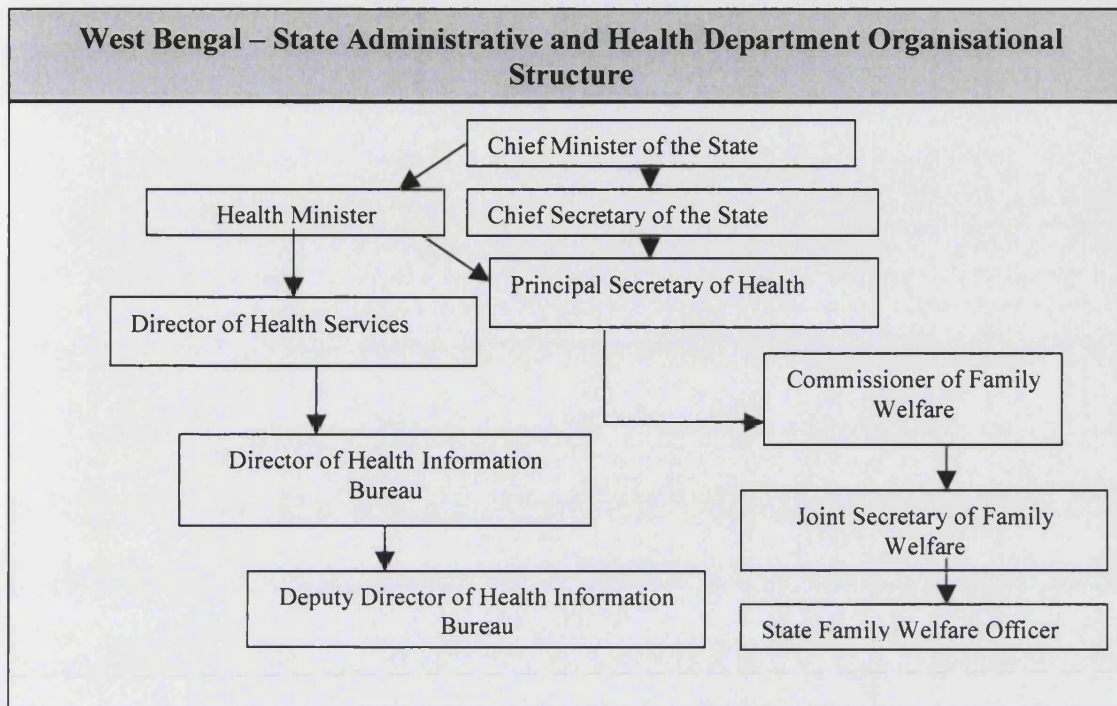 West Bengal – State Administrative and Health Department Organisational
Structure
Chief Minister of the State
Health Minister
Chief Secretary of the State
Principal Secretary of Health
Director of Health Services
Commissioner of Family
Welfare
Director of Health Information
Bureau
Joint Secretary of Family
Welfare
Deputy Director of Health Information
Bureau
State Family Welfare Officer